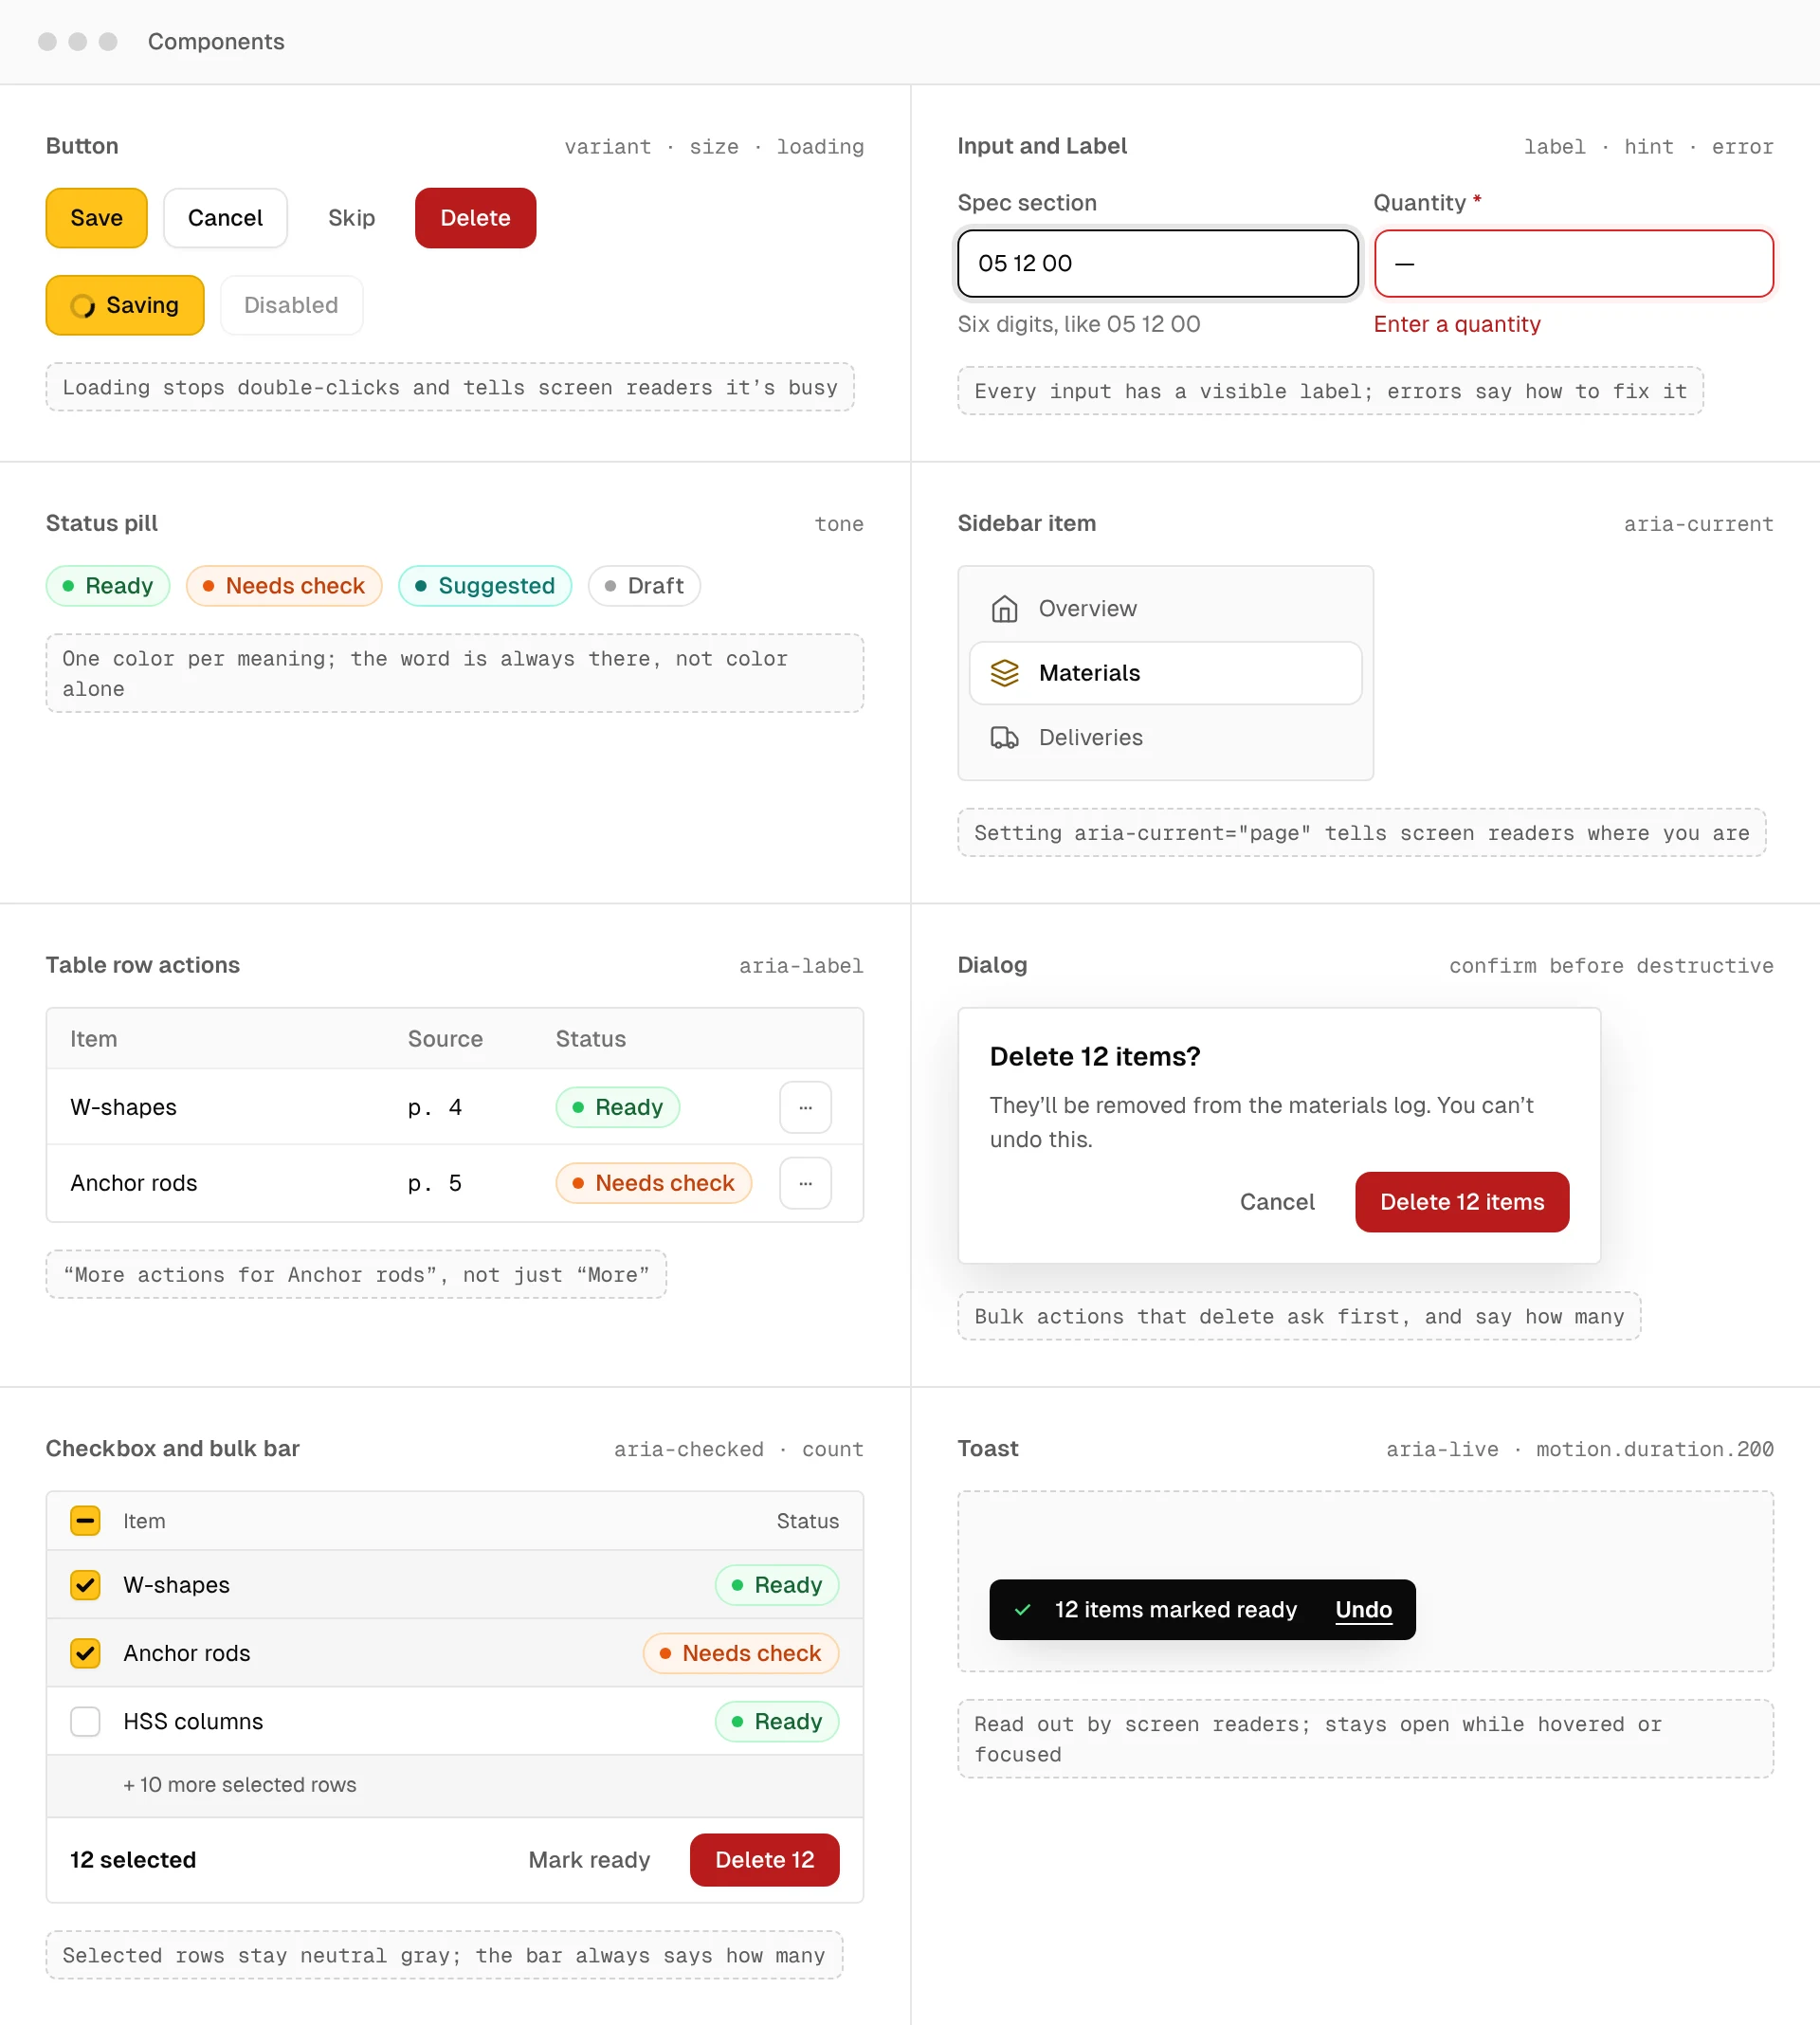 Components
Button
variant · size · loading
Save
Cancel
Skip
Delete
Saving
Disabled
Loading stops double-clicks and tells screen readers it’s busy
Input and Label
label · hint · error
Spec section
Quantity *
05 12 00
—
Six digits, like 05 12 00
Enter a quantity
Every input has a visible label; errors say how to fix it
Status pill
tone
Ready
Needs check
Suggested
Draft
One color per meaning; the word is always there, not color
alone
Sidebar item
aria-current
Overview
Materials
Deliveries
Setting aria-current="page" tells screen readers where you are
Table row actions
aria-label
Item Source Status
W-shapes p. 4 Ready ···
Anchor rods p. 5 Needs check ···
“More actions for Anchor rods”, not just “More”
Dialog
confirm before destructive
Delete 12 items?
They’ll be removed from the materials log. You can’t
undo this.
Cancel
Delete 12 items
Bulk actions that delete ask first, and say how many
Checkbox and bulk bar
aria-checked · count
Item Status
W-shapes Ready
Anchor rods Needs check
HSS columns Ready
+ 10 more selected rows
12 selected
Mark ready
Delete 12
Selected rows stay neutral gray; the bar always says how many
Toast
aria-live · motion.duration.200
12 items marked ready
Undo
Read out by screen readers; stays open while hovered or
focused